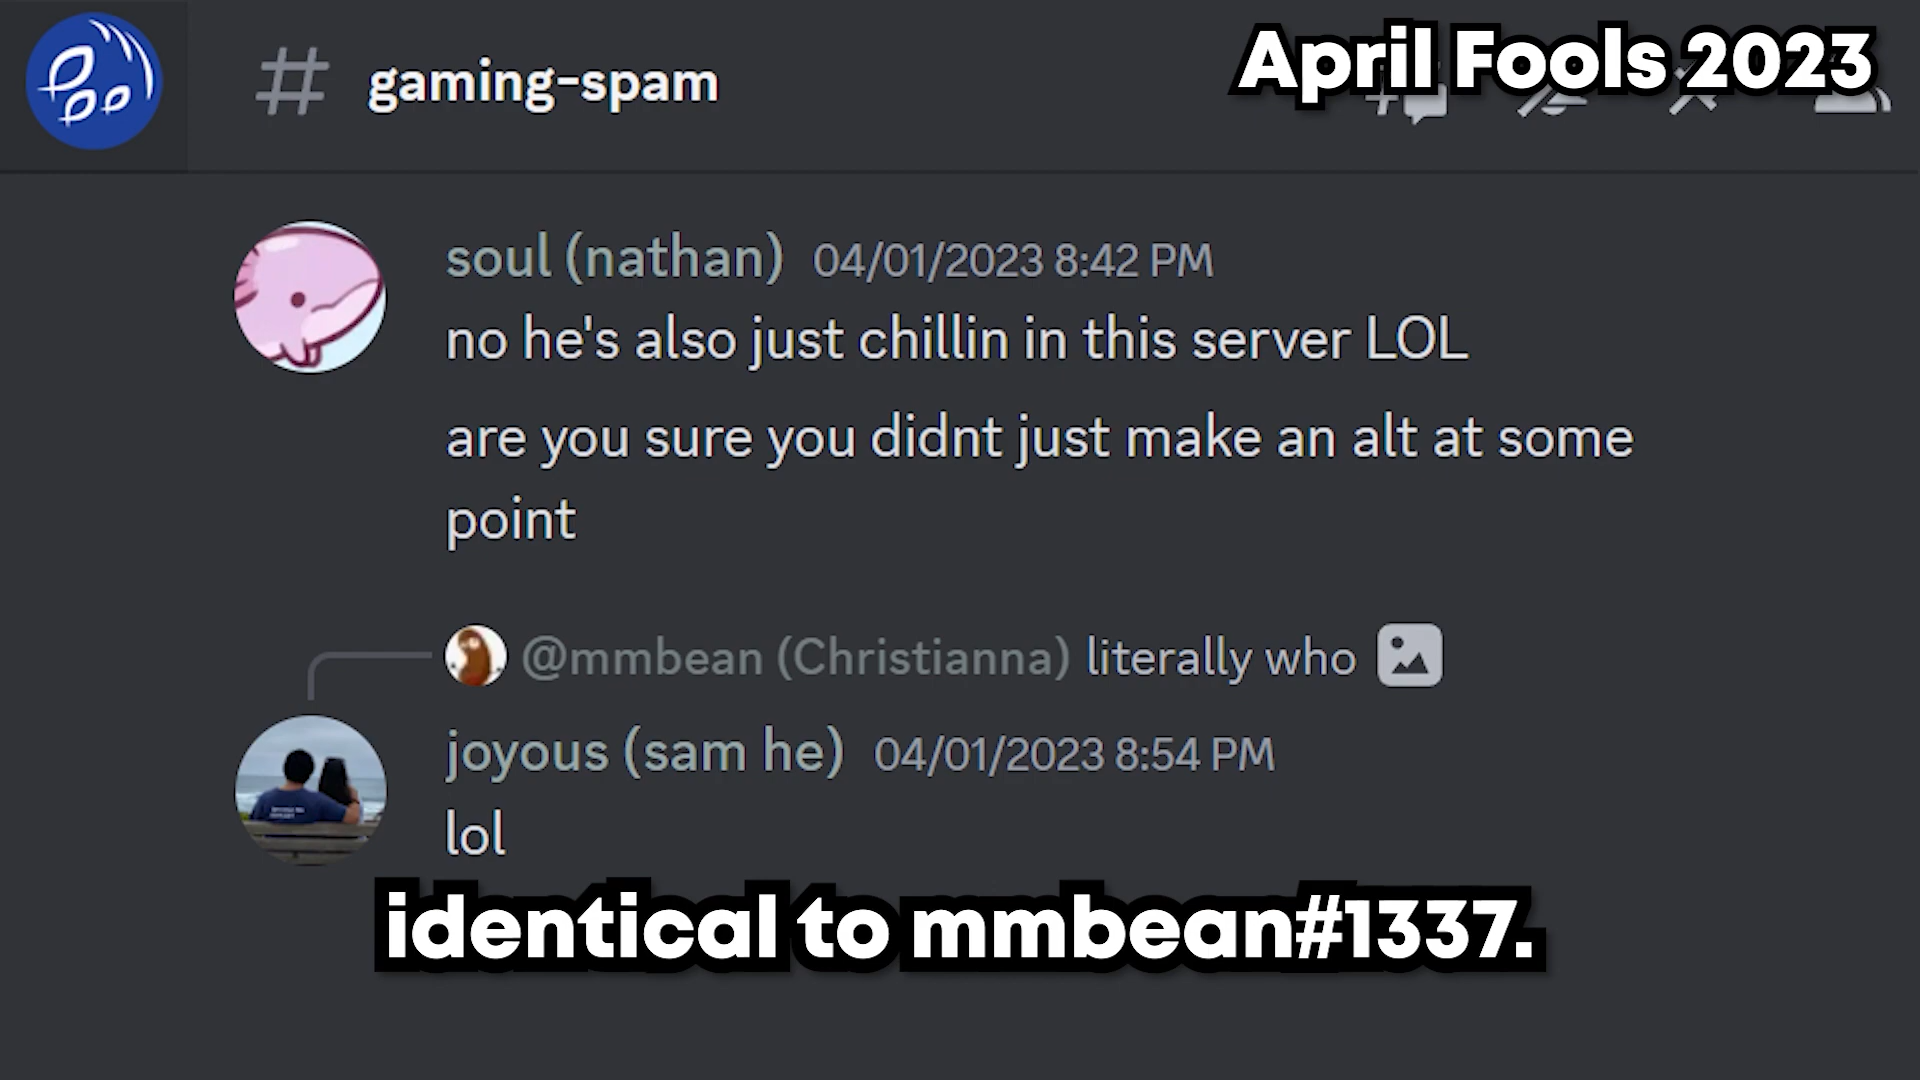 gaming-spam
April Fools 2023
soul (nathan) 04/01/2023 8:42 PM
no he's also just chillin in this server LOL
are you sure you didnt just make an alt at some
point
@mmbean (Christianna) literally who
joyous (sam he) 04/01/2023 8:54 PM
lol
identical to mmbean#1337.